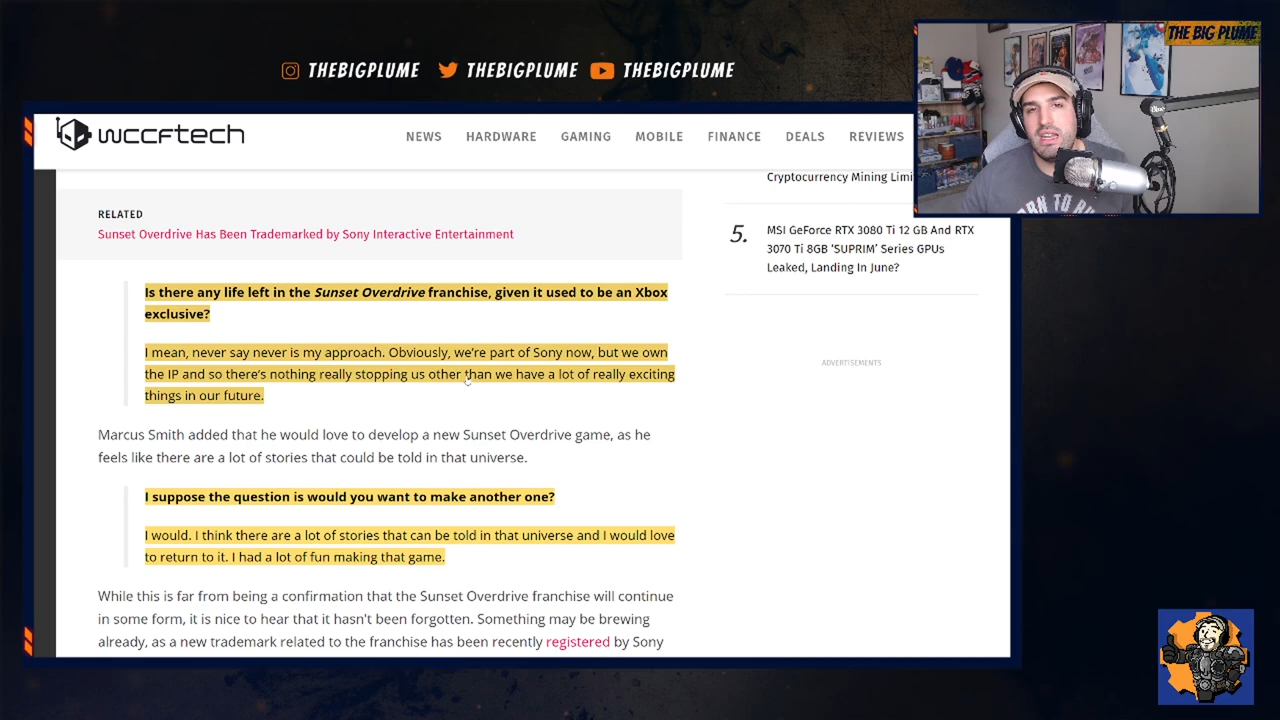 THEBIGPLUME THEBIGPLUME THEBIGPLUME
THE BIG PLUME
wccftech
NEWS HARDWARE GAMING MOBILE FINANCE DEALS REVIEWS
RELATED
Sunset Overdrive Has Been Trademarked by Sony Interactive Entertainment
Is there any life left in the Sunset Overdrive franchise, given it used to be an Xbox
exclusive?
I mean, never say never is my approach. Obviously, we're part of Sony now, but we own
the IP and so there's nothing really stopping us other than we have a lot of really exciting
things in our future.
Marcus Smith added that he would love to develop a new Sunset Overdrive game, as he
feels like there are a lot of stories that could be told in that universe.
I suppose the question is would you want to make another one?
I would. I think there are a lot of stories that can be told in that universe and I would love
to return to it. I had a lot of fun making that game.
While this is far from being a confirmation that the Sunset Overdrive franchise will continue
in some form, it is nice to hear that it hasn't been forgotten. Something may be brewing
already, as a new trademark related to the franchise has been recently registered by Sony
Cryptocurrency Mining
5. MSI GeForce RTX 3080 Ti 12 GB And RTX
3070 Ti 8GB ‘SUPRIM’ Series GPUs
Leaked, Landing In June?
ADVERTISEMENTS